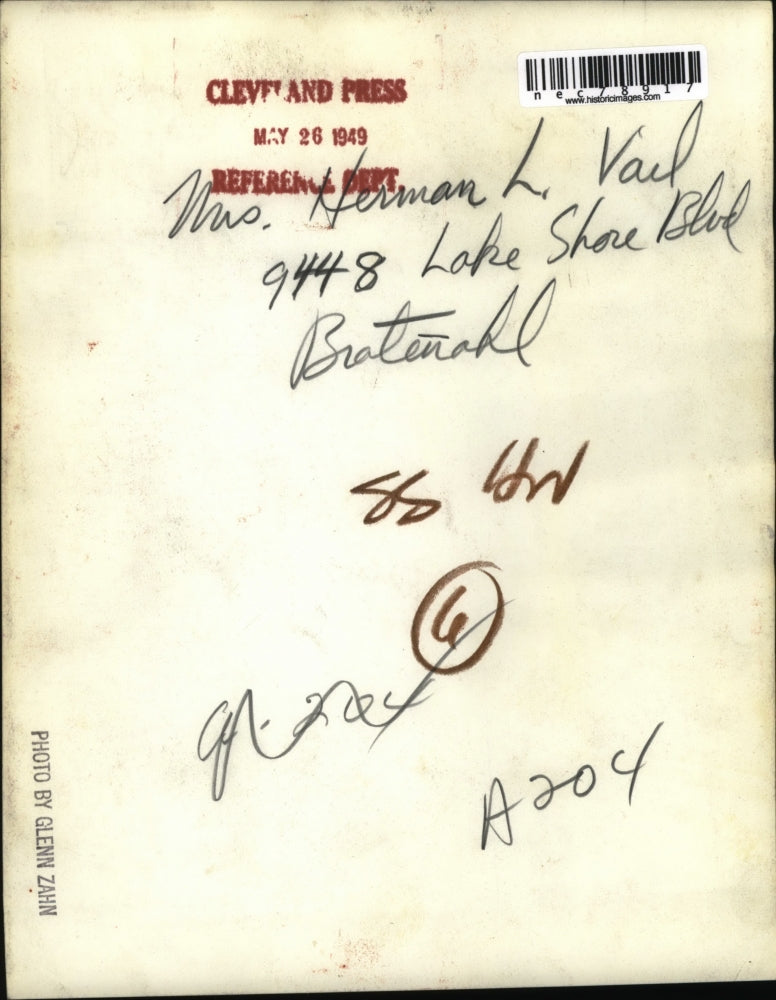 CLEVELAND PRESS
MAY 26 1949
REFERENCE DEPT.
nec78917
www.historicimages.com
Mrs. Herman L. Vail
9448 Lake Shore Blvd
Bratenahl
6
A204
PHOTO BY GLENN ZAHN